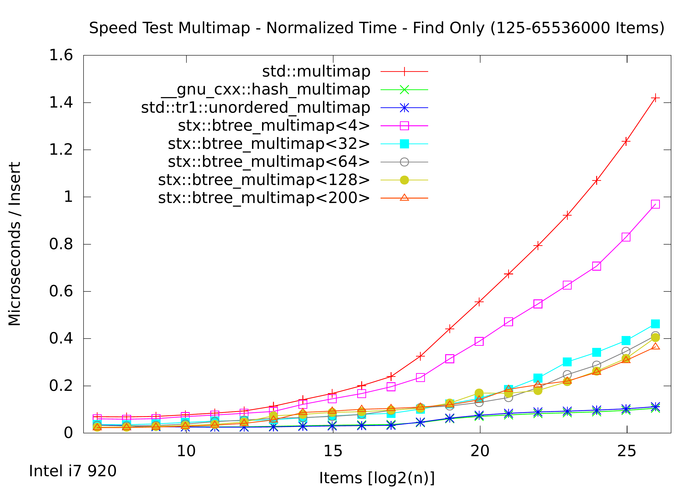 Speed Test Multimap - Normalized Time - Find Only (125-65536000 Items)
1.6
1.4
1.2
1
0.8
0.6
0.4
0.2
0
Microseconds / Insert
std::multimap
__gnu_cxx::hash_multimap
std::tr1::unordered_multimap
stx::btree_multimap<4>
stx::btree_multimap<32>
stx::btree_multimap<64>
stx::btree_multimap<128>
stx::btree_multimap<200>
10 15 20 25
Items [log2(n)]
Intel i7 920